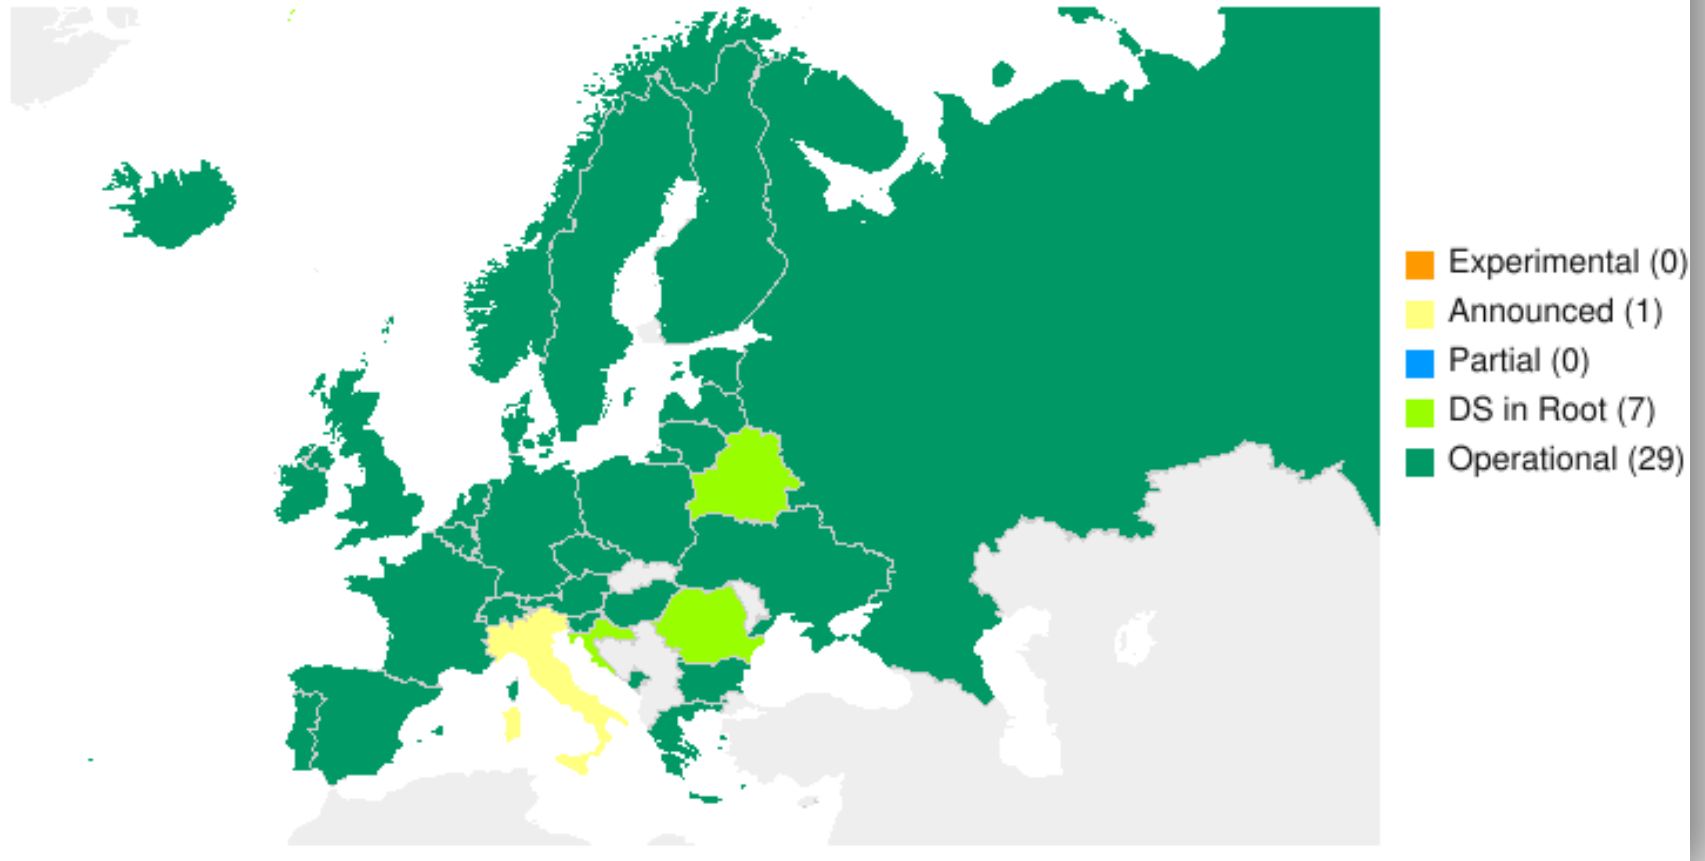 Experimental (0)
Announced (1)
Partial (0)
DS in Root (7)
Operational (29)